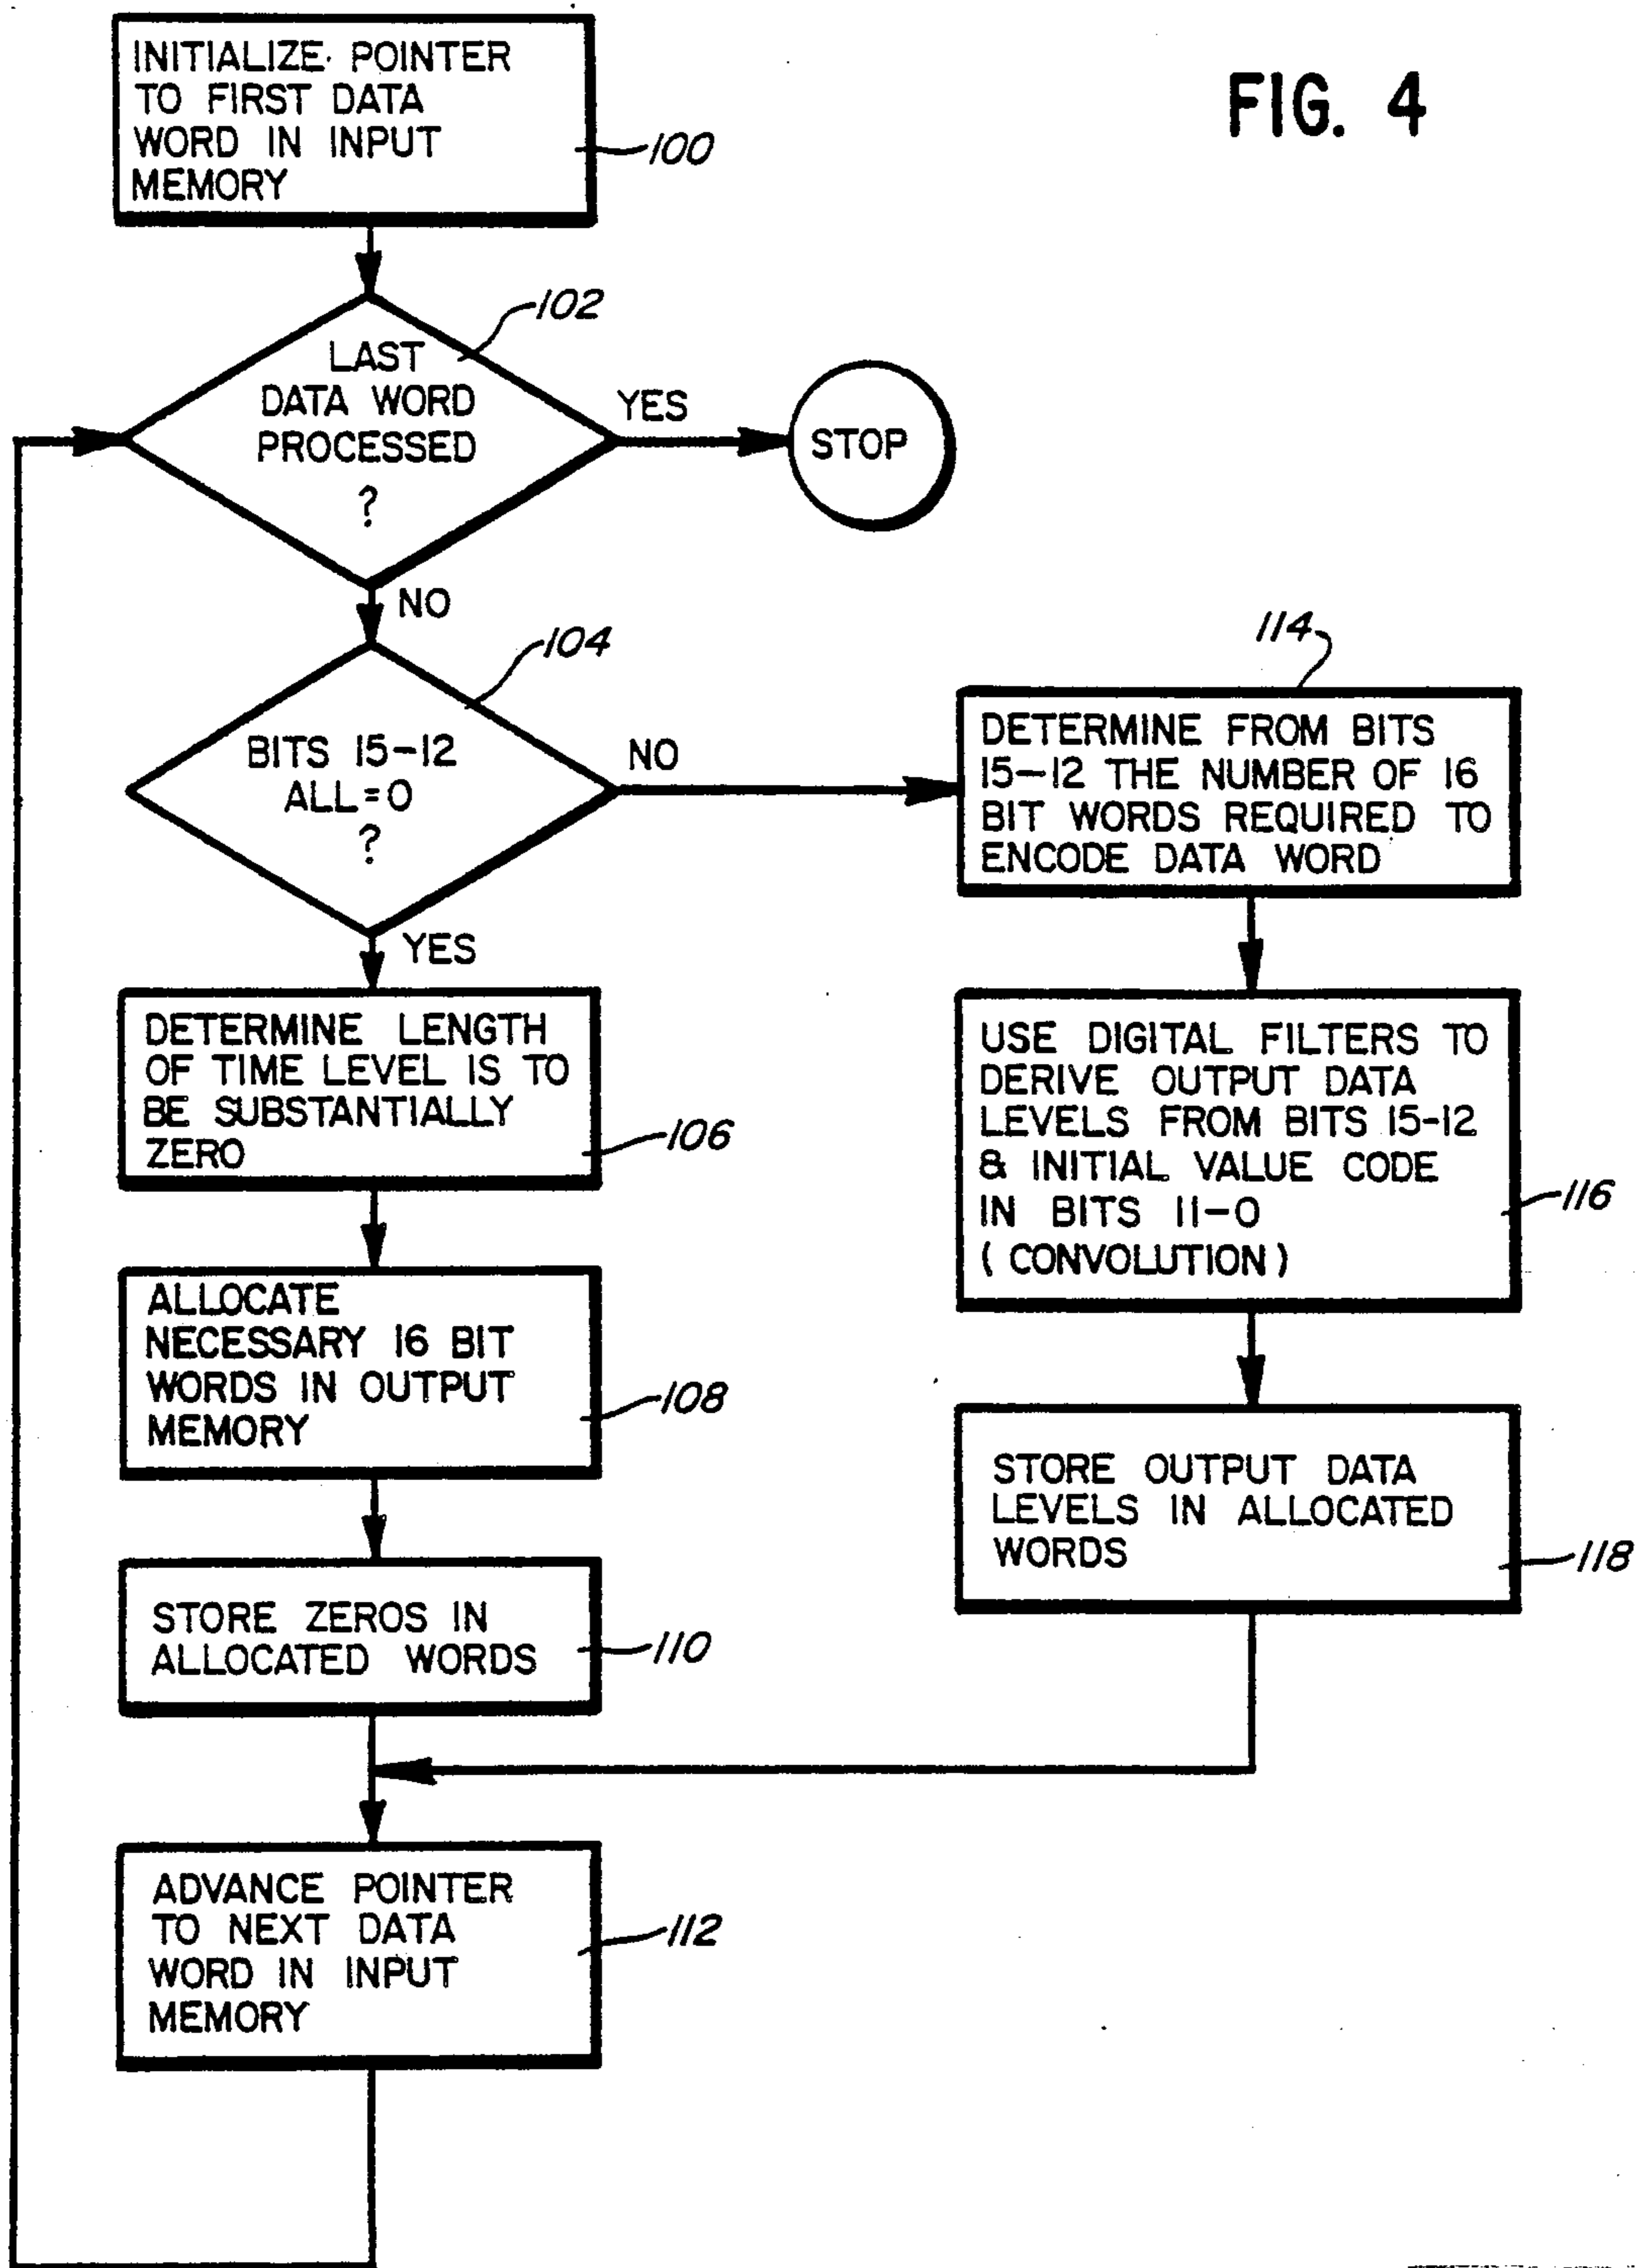 FIG. 4
INITIALIZE POINTER
TO FIRST DATA
WORD IN INPUT
MEMORY
100
102
LAST
DATA WORD
PROCESSED
?
YES
STOP
NO
104
BITS 15-12
ALL=0
?
NO
YES
114
DETERMINE FROM BITS
15-12 THE NUMBER OF 16
BIT WORDS REQUIRED TO
ENCODE DATA WORD
DETERMINE LENGTH
OF TIME LEVEL IS TO
BE SUBSTANTIALLY
ZERO
106
USE DIGITAL FILTERS TO
DERIVE OUTPUT DATA
LEVELS FROM BITS 15-12
& INITIAL VALUE CODE
IN BITS 11-0
(CONVOLUTION)
116
ALLOCATE
NECESSARY 16 BIT
WORDS IN OUTPUT
MEMORY
108
STORE OUTPUT DATA
LEVELS IN ALLOCATED
WORDS
118
STORE ZEROS IN
ALLOCATED WORDS
110
ADVANCE POINTER
TO NEXT DATA
WORD IN INPUT
MEMORY
112